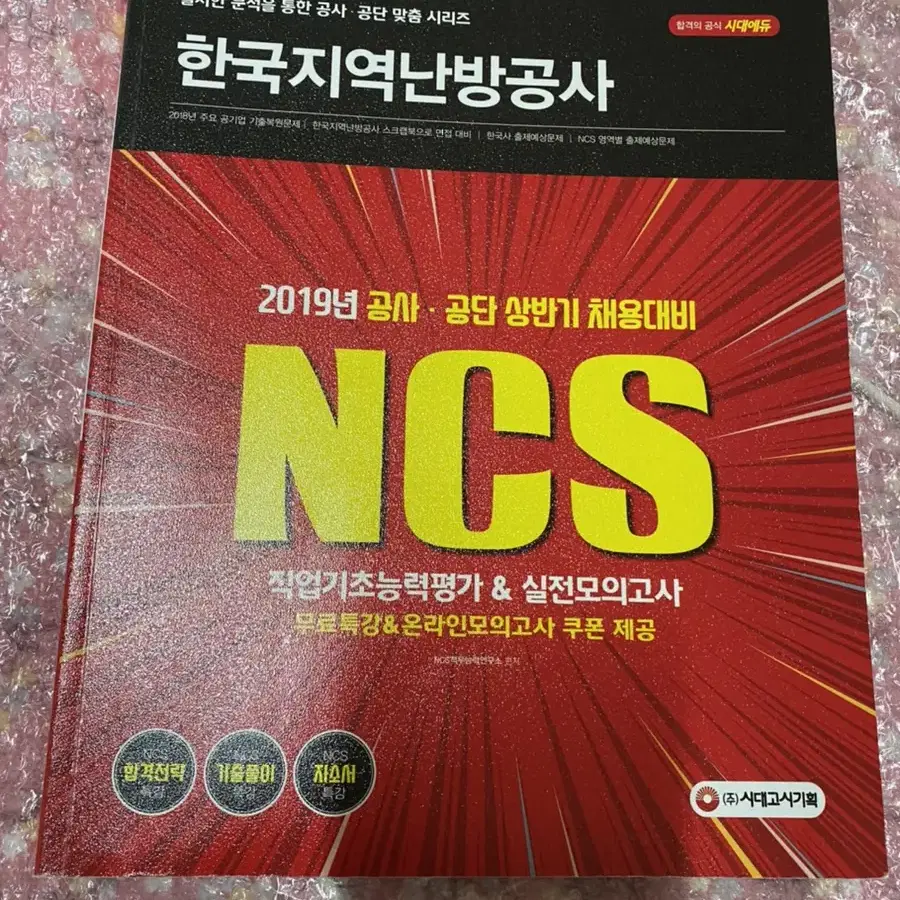 분석을 통한 공사 · 공단 맞춤 시리즈
합격의 공식 시대에듀
한국지역난방공사
2018년 주요 공기업 기출복원문제 | 한국지역난방공사 스크랩북으로 면접 대비 | 한국사 출제예상문제 | NCS 영역별 출제예상문제
2019년 공사 · 공단 상반기 채용대비
NCS
직업기초능력평가 & 실전모의고사
무료특강&온라인모의고사 쿠폰 제공
NCS직무능력연구소 편저
NCS 합격전략 특강
기출풀이 특강
NCS 자소서 특강
(주)시대고시기획